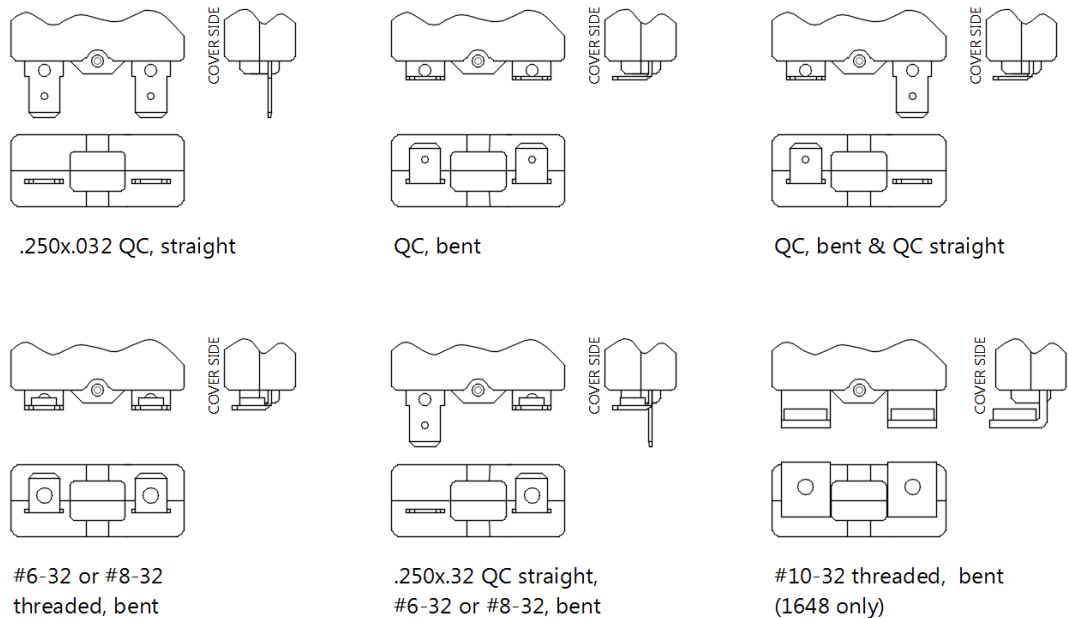 COVER SIDE
COVER SIDE
COVER SIDE
.250x.032 QC, straight
QC, bent
QC, bent & QC straight
COVER SIDE
COVER SIDE
COVER SIDE
#6-32 or #8-32
threaded, bent
.250x.32 QC straight,
#6-32 or #8-32, bent
#10-32 threaded, bent
(1648 only)